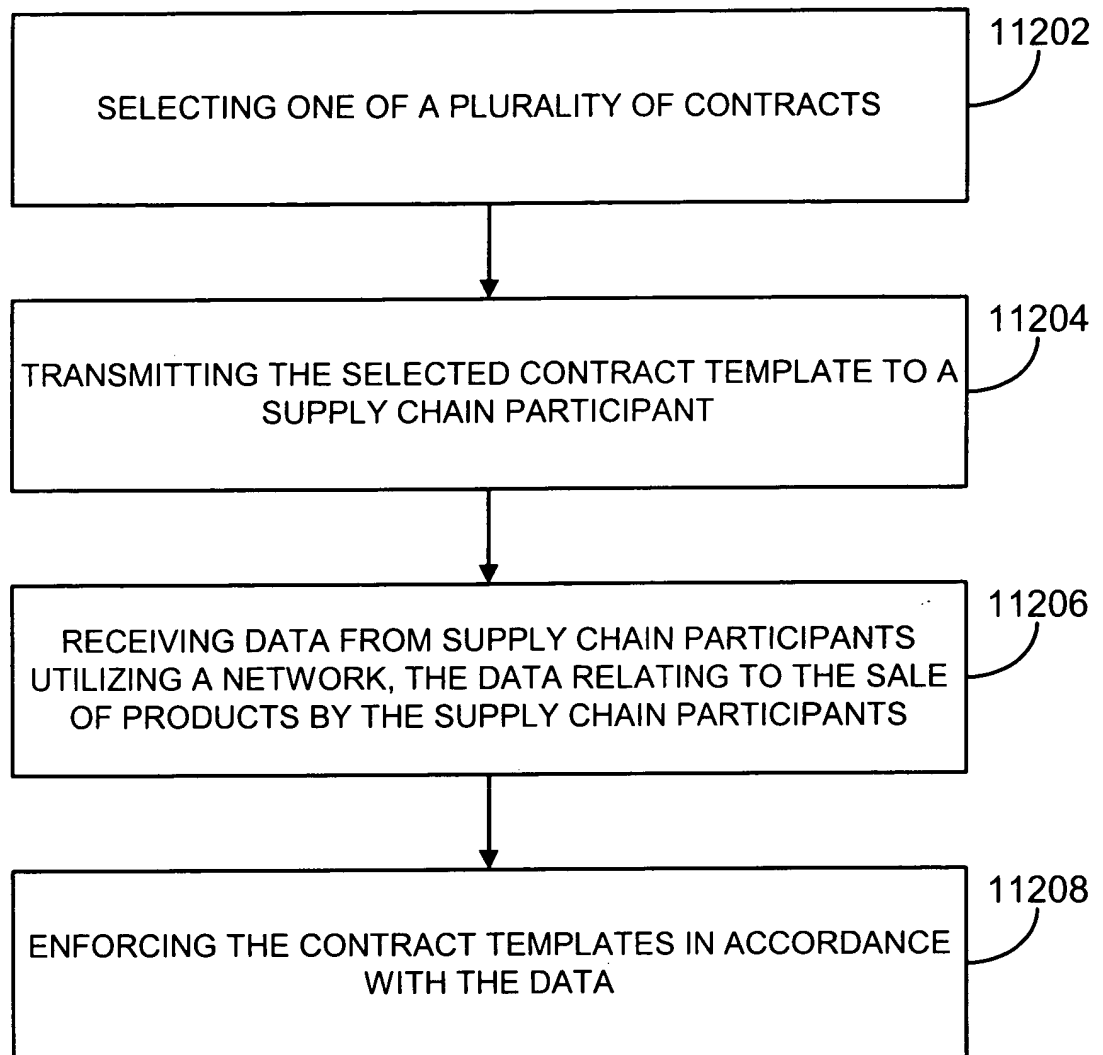 11202
SELECTING ONE OF A PLURALITY OF CONTRACTS
11204
TRANSMITTING THE SELECTED CONTRACT TEMPLATE TO A
SUPPLY CHAIN PARTICIPANT
11206
RECEIVING DATA FROM SUPPLY CHAIN PARTICIPANTS
UTILIZING A NETWORK, THE DATA RELATING TO THE SALE
OF PRODUCTS BY THE SUPPLY CHAIN PARTICIPANTS
11208
ENFORCING THE CONTRACT TEMPLATES IN ACCORDANCE
WITH THE DATA